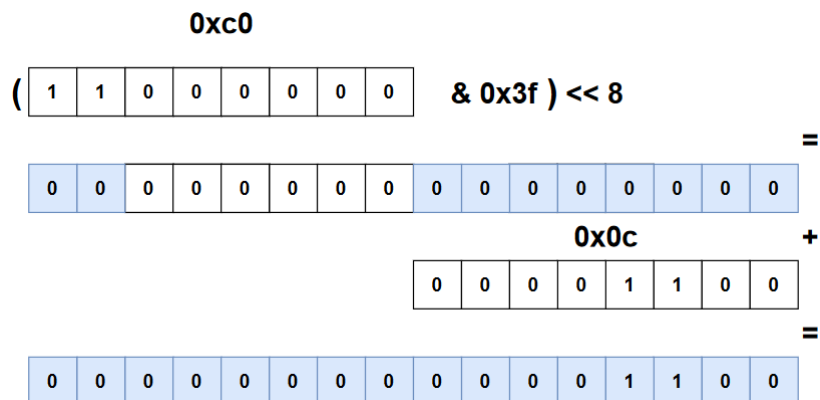 0xc0
( 1 1 0 0 0 0 0 0 & 0x3f ) << 8
=
0 0 0 0 0 0 0 0 0 0 0 0 0 0 0 0
0x0c +
0 0 0 0 1 1 0 0
=
0 0 0 0 0 0 0 0 0 0 0 0 1 1 0 0